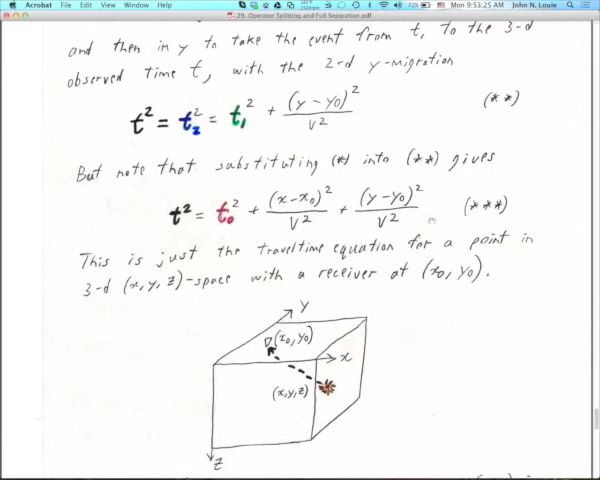 Acrobat File Edit View Window Help 72% Mon 9:53:25 AM John N. Louie
29. Operator Splitting and Full Separation.pdf
and then in y to take the event from t₁ to the 3-d
observed time t, with the 2-d y-migration
t² = t₂² = t₁² + (y-y₀)²/V² (**)
But note that substituting (*) into (**) gives
t² = t₀² + (x-x₀)²/V² + (y-y₀)²/V² (***)
This is just the traveltime equation for a point in
3-d (x,y,z)-space with a receiver at (x₀,y₀).
Y
(x₀,y₀)
x
(x,y,z)
Z